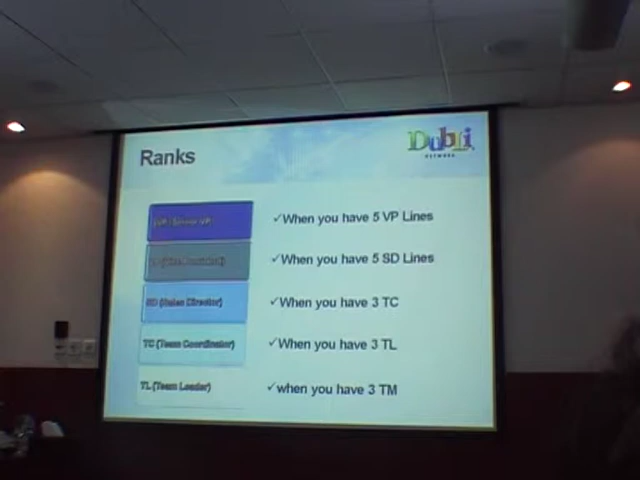 Ranks
DubLi
NETWORK
When you have 5 VP Lines
When you have 5 SD Lines
SD (Sales Director)
When you have 3 TC
TC (Team Coordinator)
When you have 3 TL
TL (Team Leader)
when you have 3 TM